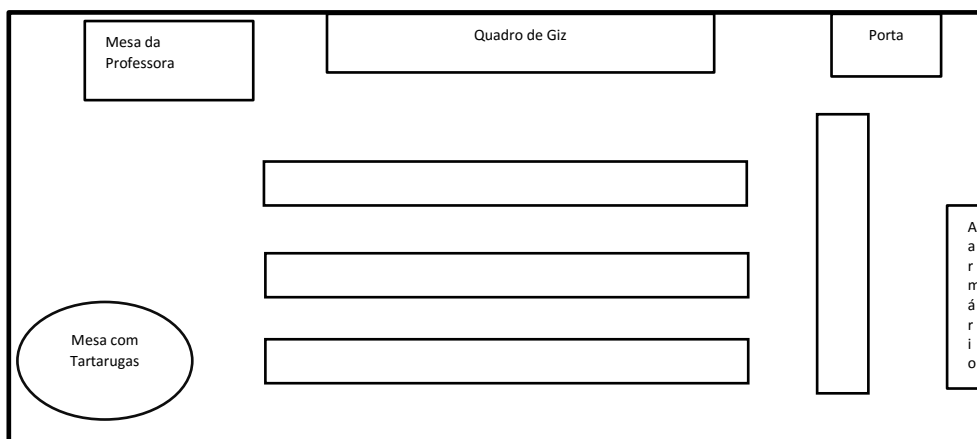 Mesa da
Professora
Quadro de Giz
Porta
A
a
r
m
á
r
i
o
Mesa com
Tartarugas